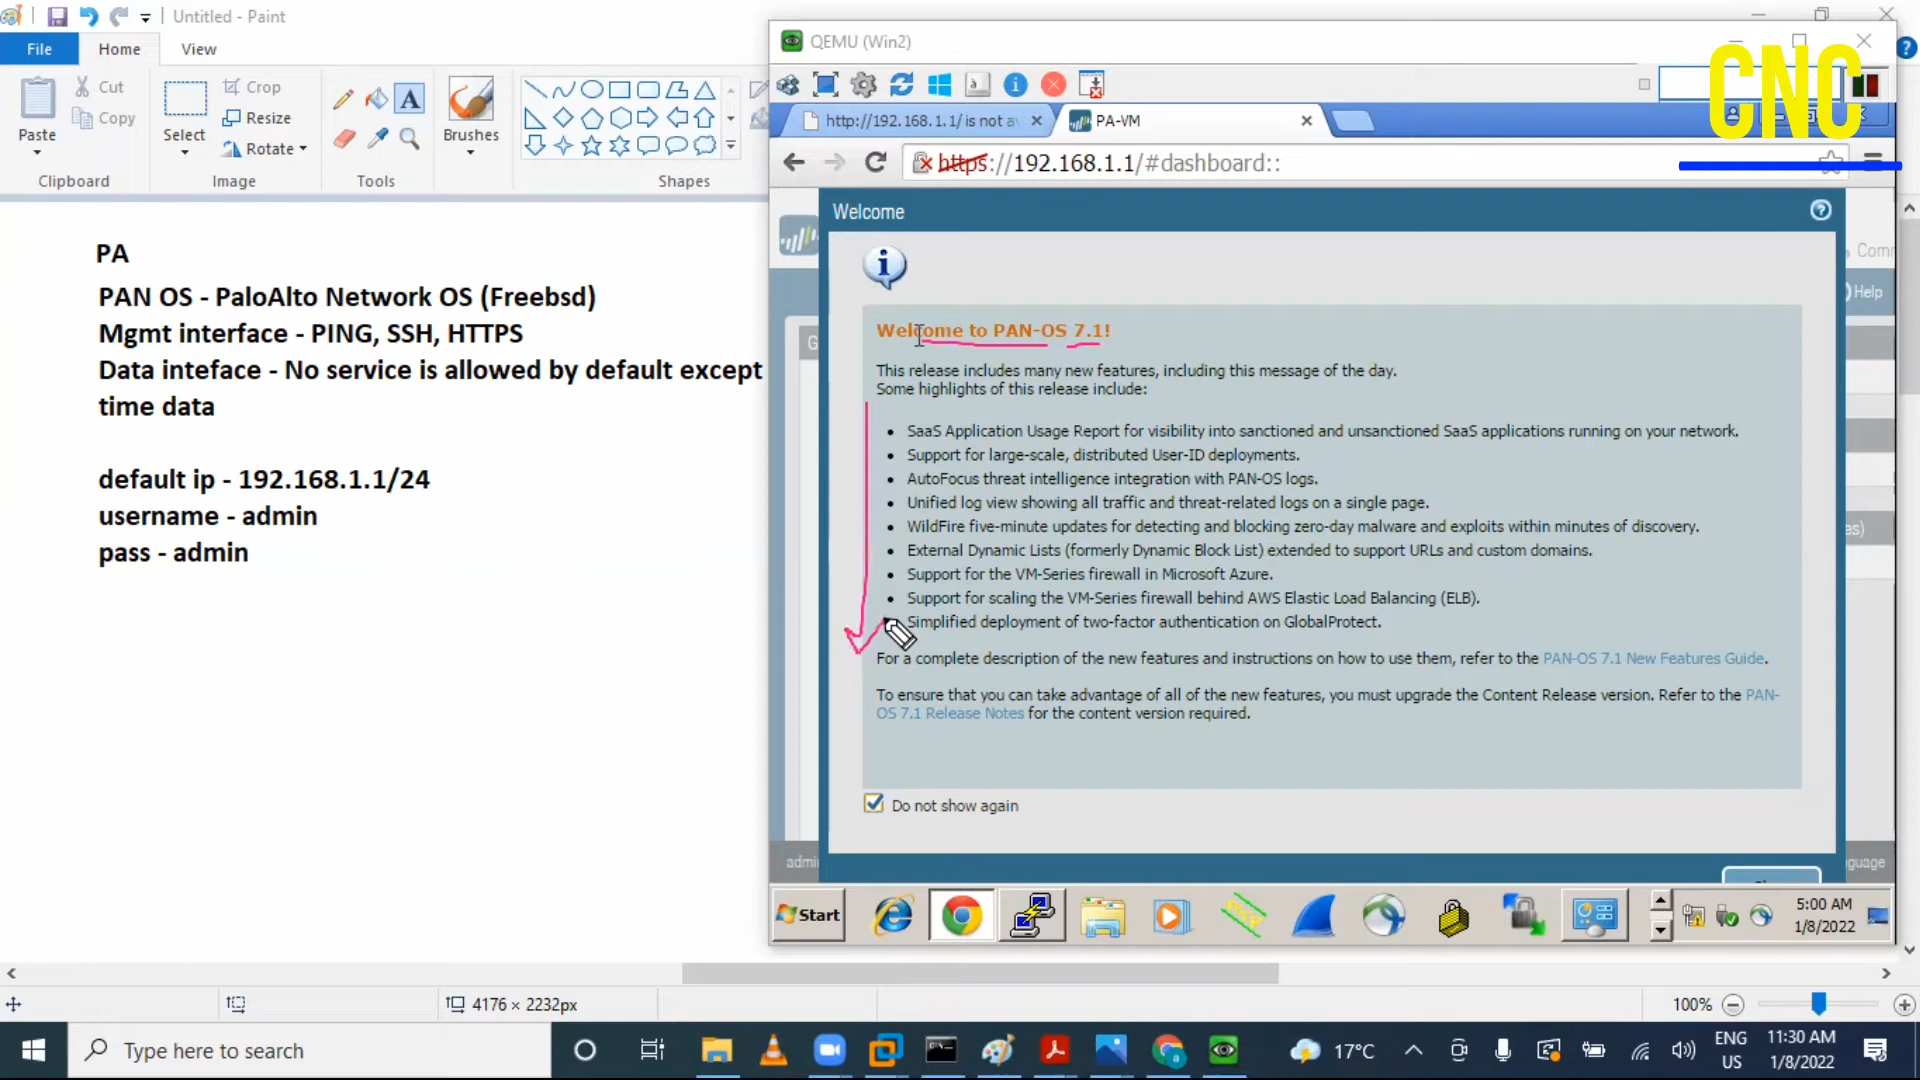 Untitled - Paint
File
Home
View
Paste
Cut
Copy
Select
Crop
Resize
Rotate
Brushes
Clipboard
Image
Tools
Shapes
PA
PAN OS - PaloAlto Network OS (Freebsd)
Mgmt interface - PING, SSH, HTTPS
Data inteface - No service is allowed by default except
time data
default ip - 192.168.1.1/24
username - admin
pass - admin
QEMU (Win2)
CNC
http://192.168.1.1/ is not a
PA-VM
https://192.168.1.1/#dashboard::
Welcome
Help
Welcome to PAN-OS 7.1!
This release includes many new features, including this message of the day.
Some highlights of this release include:
• SaaS Application Usage Report for visibility into sanctioned and unsanctioned SaaS applications running on your network.
• Support for large-scale, distributed User-ID deployments.
• AutoFocus threat intelligence integration with PAN-OS logs.
• Unified log view showing all traffic and threat-related logs on a single page.
• WildFire five-minute updates for detecting and blocking zero-day malware and exploits within minutes of discovery.
• External Dynamic Lists (formerly Dynamic Block List) extended to support URLs and custom domains.
• Support for the VM-Series firewall in Microsoft Azure.
• Support for scaling the VM-Series firewall behind AWS Elastic Load Balancing (ELB).
Simplified deployment of two-factor authentication on GlobalProtect.
For a complete description of the new features and instructions on how to use them, refer to the PAN-OS 7.1 New Features Guide.
To ensure that you can take advantage of all of the new features, you must upgrade the Content Release version. Refer to the PAN-
OS 7.1 Release Notes for the content version required.
Do not show again
Start
5:00 AM
1/8/2022
4176 × 2232px
100%
Type here to search
17°C
ENG
US
11:30 AM
1/8/2022